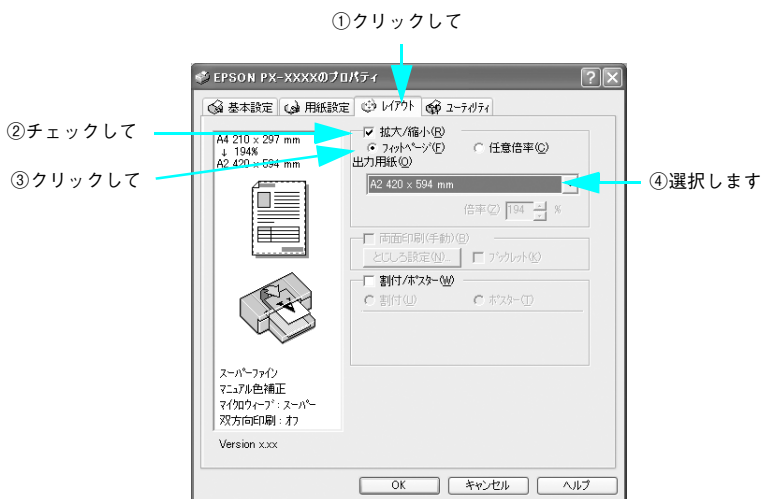 ①クリックして
EPSON PX-XXXXのプロパティ
基本設定
用紙設定
レイアウト
ユーティリティ
②チェックして
③クリックして
④選択します
A4 210 x 297 mm
↓ 194%
A2 420 x 594 mm
拡大/縮小(R)
フィットページ(F)
任意倍率(C)
出力用紙(O)
A2 420 x 594 mm
倍率(Z) 194 %
両面印刷(手動)(B)
とじしろ設定(N)...
ブックレット(K)
割付/ポスター(W)
割付(U)
ポスター(T)
スーパーファイン
マニュアル色補正
マイクロウィーブ : スーパー
双方向印刷 : オフ
Version x.xx
OK
キャンセル
ヘルプ